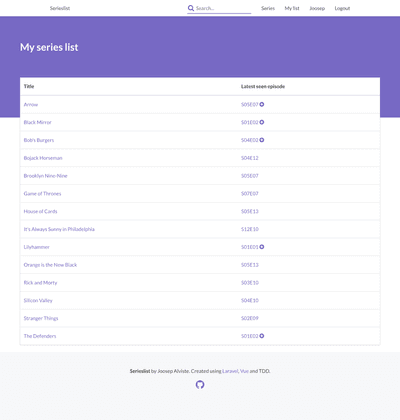 Serieslist
Search...
Series
My list
Joosep
Logout
My series list
Title Latest seen episode
Arrow S05E07
Black Mirror S01E02
Bob's Burgers S04E02
BoJack Horseman S04E12
Brooklyn Nine-Nine S05E07
Game of Thrones S07E07
House of Cards S05E13
It's Always Sunny in Philadelphia S12E10
Lilyhammer S01E01
Orange Is the New Black S05E13
Rick and Morty S03E10
Silicon Valley S04E10
Stranger Things S02E09
The Defenders S01E02
Serieslist by Joosep Alviste. Created using Laravel, Vue and TDD.